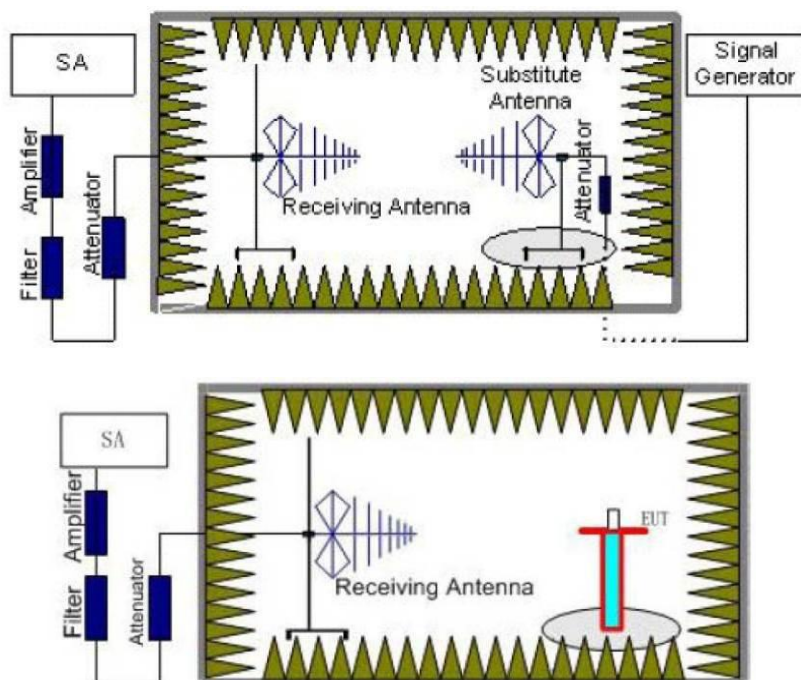 SA
Signal
Generator
Substitute
Antenna
Amplifier
Attenuator
Filter
Receiving Antenna
Attenuator
SA
Amplifier
EUT
Filter
Attenuator
Receiving Antenna